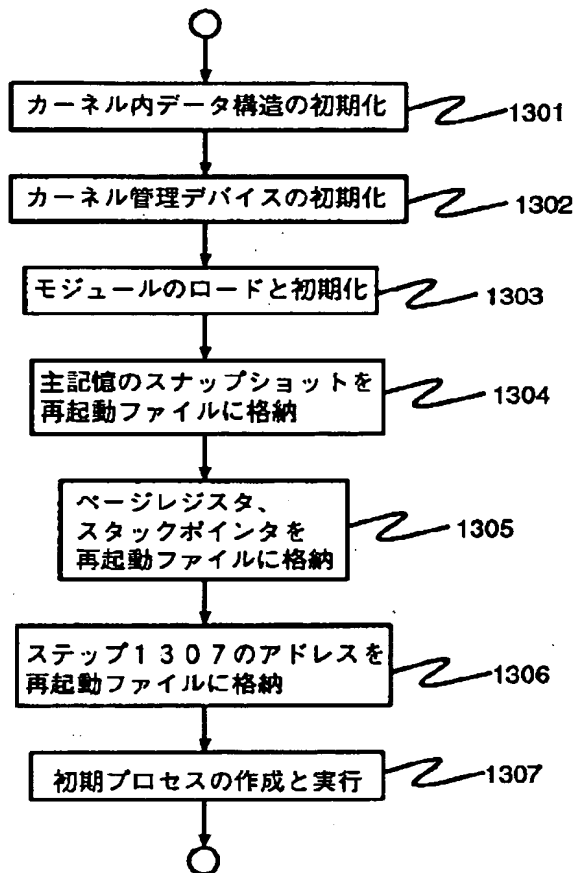 カーネル内データ構造の初期化
1301
カーネル管理デバイスの初期化
1302
モジュールのロードと初期化
1303
主記憶のスナップショットを
再起動ファイルに格納
1304
ページレジスタ、
スタックポインタを
再起動ファイルに格納
1305
ステップ1307のアドレスを
再起動ファイルに格納
1306
初期プロセスの作成と実行
1307